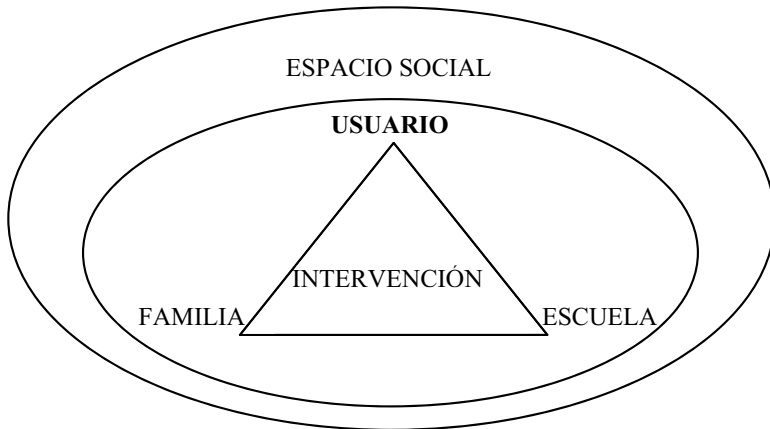 ESPACIO SOCIAL
USUARIO
INTERVENCIÓN
FAMILIA
ESCUELA